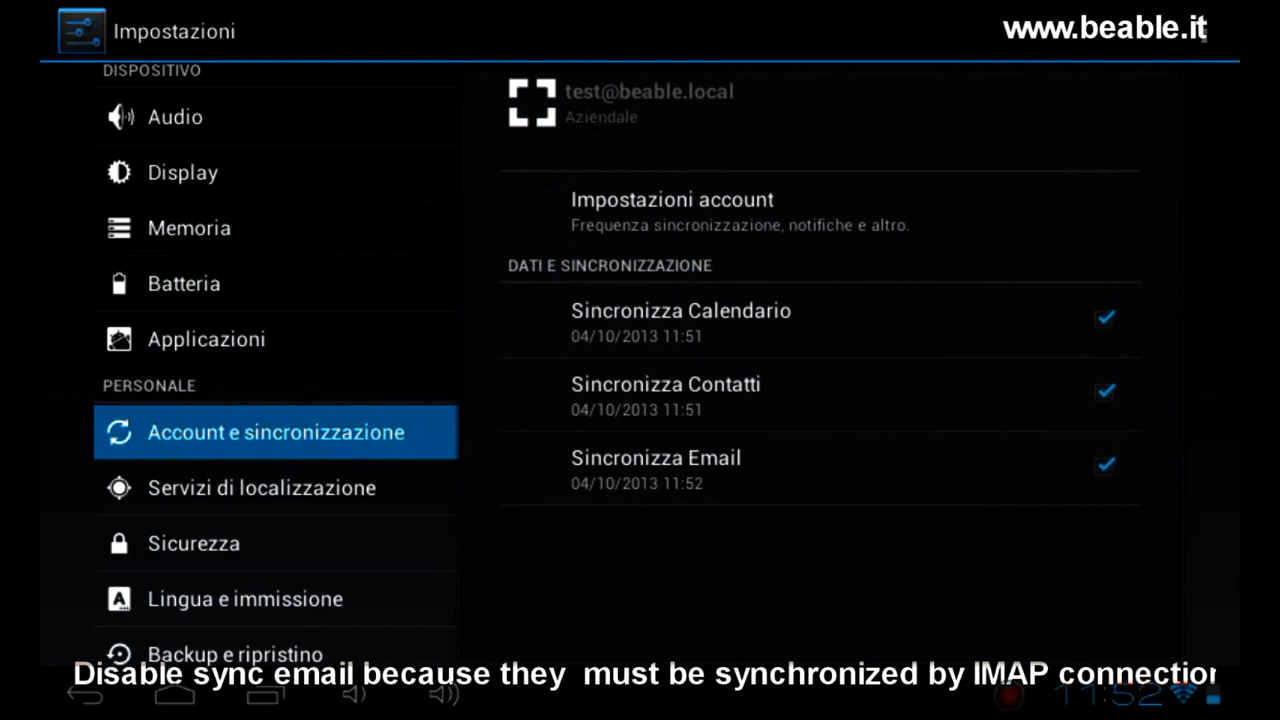 Impostazioni
www.beable.it
DISPOSITIVO
Audio
Display
Memoria
Batteria
Applicazioni
PERSONALE
Account e sincronizzazione
Servizi di localizzazione
Sicurezza
Lingua e immissione
Backup e ripristino
test@beable.local
Aziendale
Impostazioni account
Frequenza sincronizzazione, notifiche e altro.
DATI E SINCRONIZZAZIONE
Sincronizza Calendario
04/10/2013 11:51
Sincronizza Contatti
04/10/2013 11:51
Sincronizza Email
04/10/2013 11:52
Disable sync email because they must be synchronized by IMAP connection
11:52